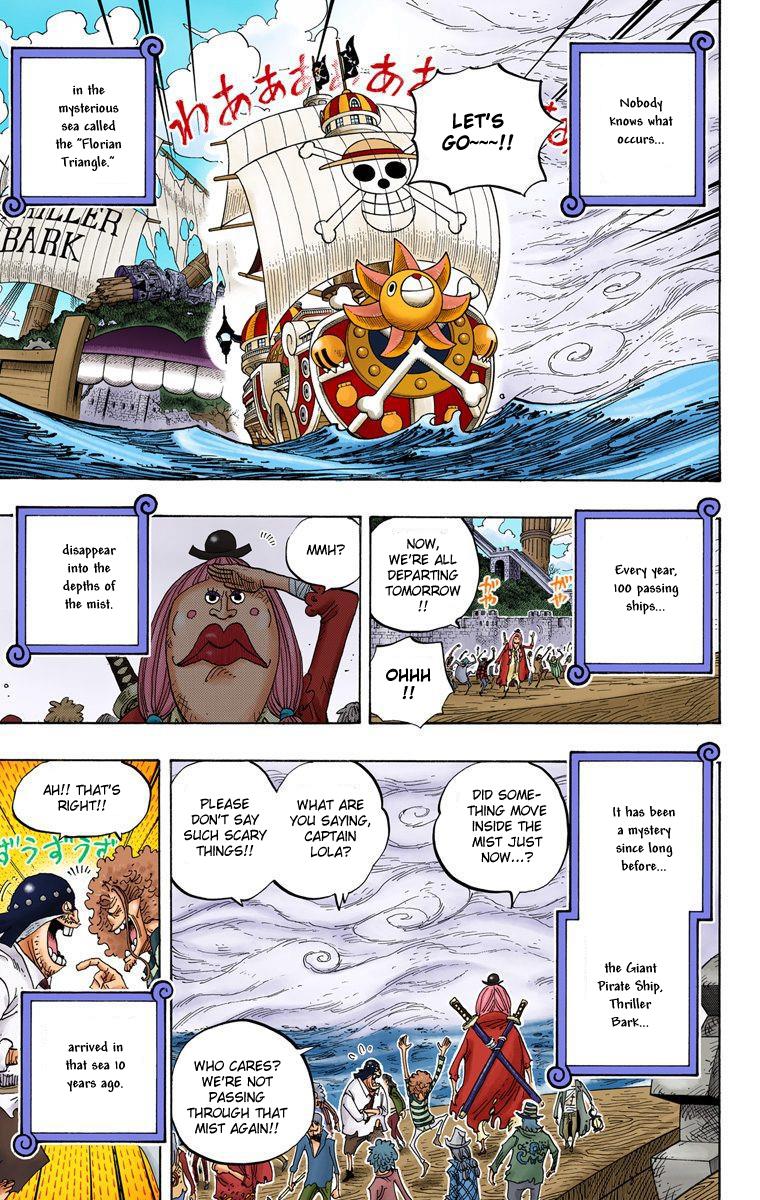 Nobody
knows what
occurs...
LET'S
GO~~~!!
わあああああ
in the
mysterious
sea called
the "Florian
Triangle."
THRILLER
BARK
Every year,
100 passing
ships...
NOW,
WE'RE ALL
DEPARTING
TOMORROW
!!
OHHH
!!
ガヤ
ガヤ
MMH?
disappear
into the
depths of
the mist.
It has been
a mystery
since long
before...
the Giant
Pirate Ship,
Thriller
Bark...
DID SOME-
THING MOVE
INSIDE THE
MIST JUST
NOW...?
WHAT ARE
YOU SAYING,
CAPTAIN
LOLA?
PLEASE
DON'T SAY
SUCH SCARY
THINGS!!
WHO CARES?
WE'RE NOT
PASSING
THROUGH THAT
MIST AGAIN!!
AH!! THAT'S
RIGHT!!
arrived in
that sea 10
years ago.